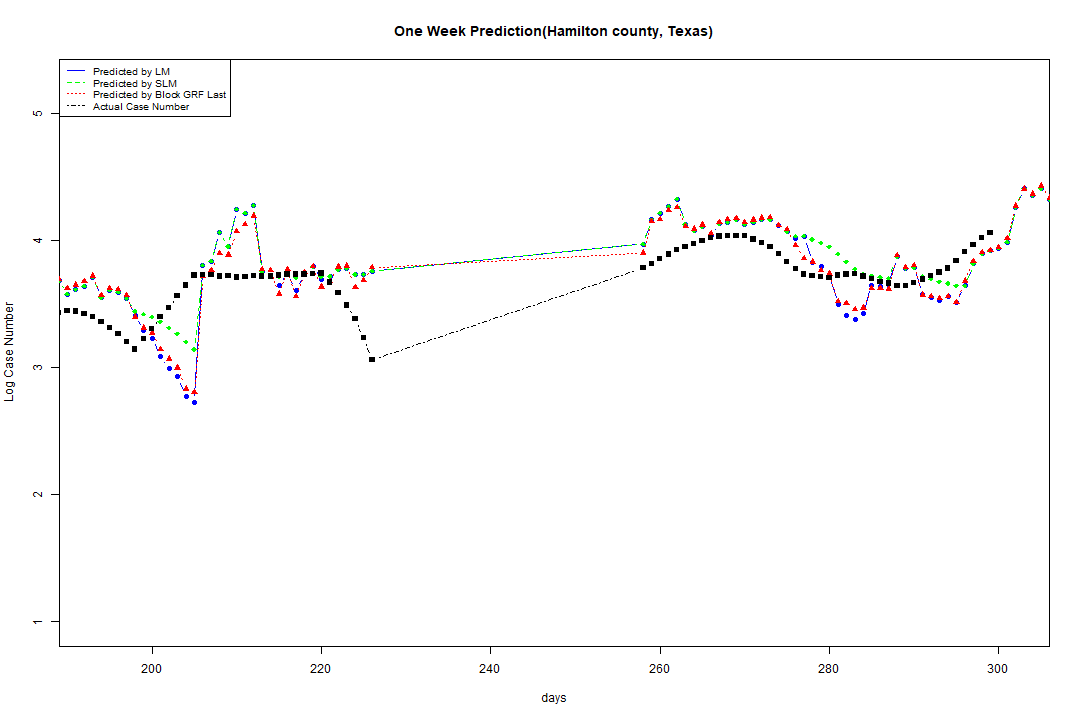 One Week Prediction(Hamilton county, Texas)
Predicted by LM
Predicted by SLM
Predicted by Block GRF Last
Actual Case Number
5
4
3
2
1
Log Case Number
200 220 240 260 280 300
days